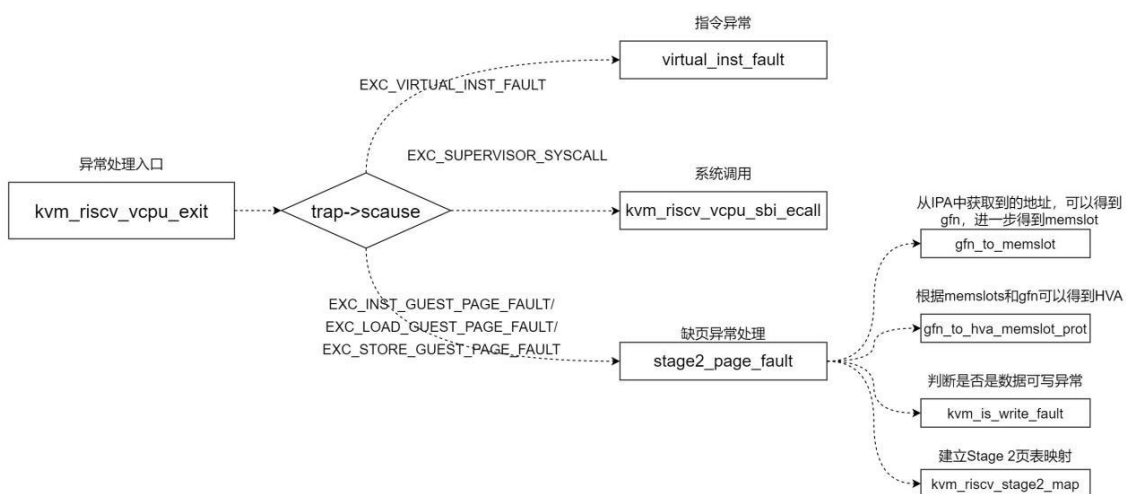 指令异常
virtual_inst_fault
EXC_VIRTUAL_INST_FAULT
EXC_SUPERVISOR_SYSCALL
异常处理入口
kvm_riscv_vcpu_exit
trap->scause
系统调用
kvm_riscv_vcpu_sbi_ecall
EXC_INST_GUEST_PAGE_FAULT/
EXC_LOAD_GUEST_PAGE_FAULT/
EXC_STORE_GUEST_PAGE_FAULT
缺页异常处理
stage2_page_fault
从IPA中获取到的地址，可以得到
gfn，进一步得到memslot
gfn_to_memslot
根据memslots和gfn可以得到HVA
gfn_to_hva_memslot_prot
判断是否是数据可写异常
kvm_is_write_fault
建立Stage 2页表映射
kvm_riscv_stage2_map